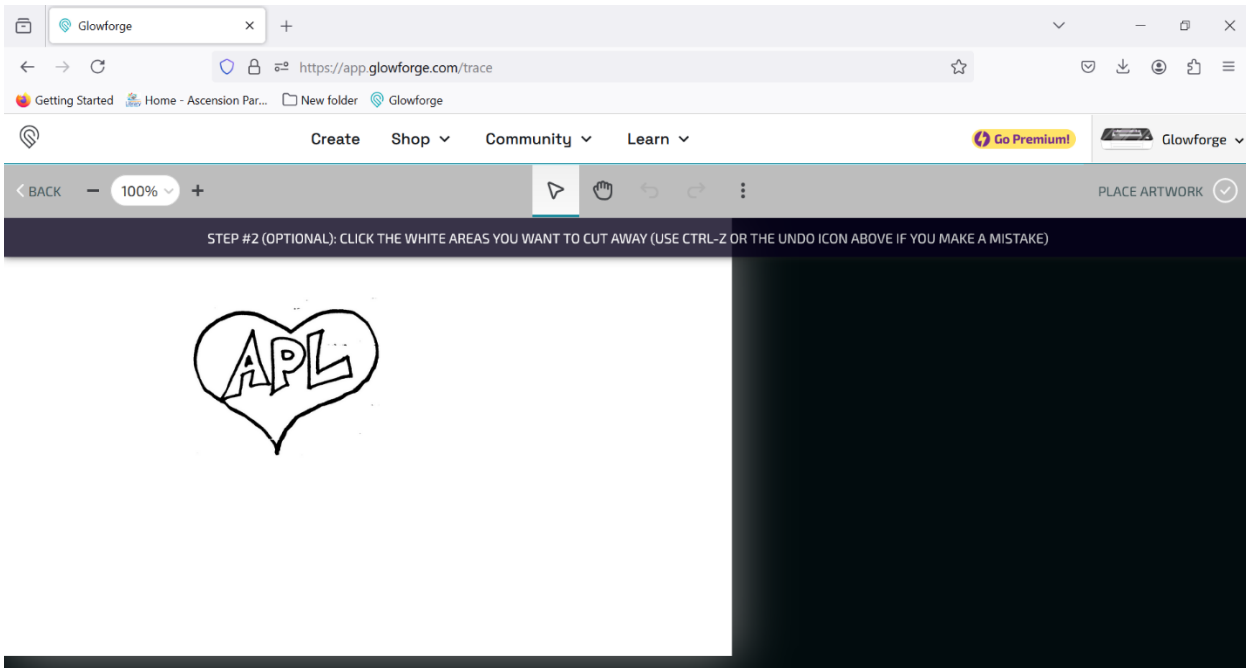 Glowforge
https://app.glowforge.com/trace
Getting Started Home - Ascension Par... New folder Glowforge
Create Shop Community Learn Go Premium! Glowforge
BACK 100% PLACE ARTWORK
STEP #2 (OPTIONAL): CLICK THE WHITE AREAS YOU WANT TO CUT AWAY (USE CTRL-Z OR THE UNDO ICON ABOVE IF YOU MAKE A MISTAKE)
APL